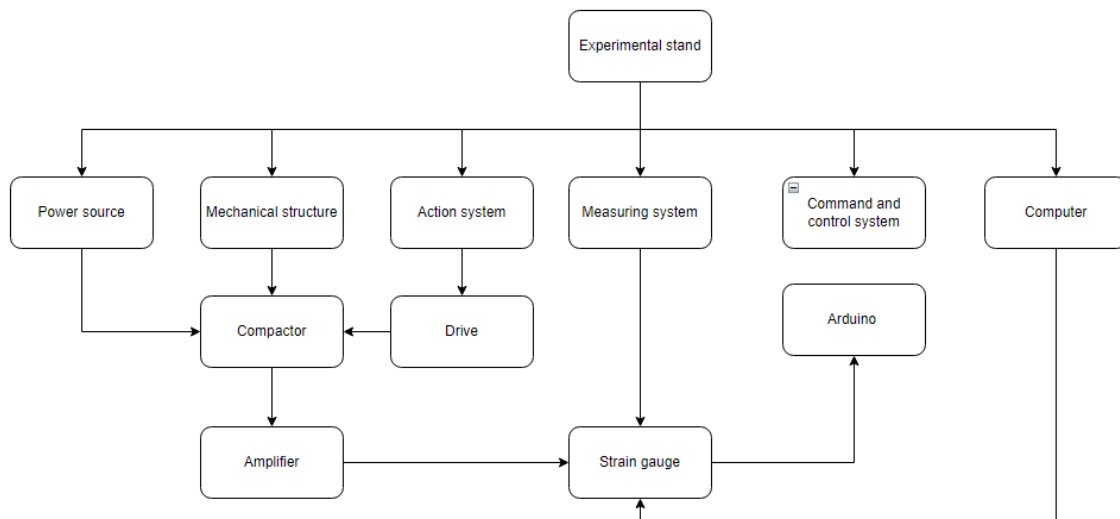 Experimental stand
Power source
Mechanical structure
Action system
Measuring system
Command and
control system
Computer
Compactor
Drive
Arduino
Amplifier
Strain gauge